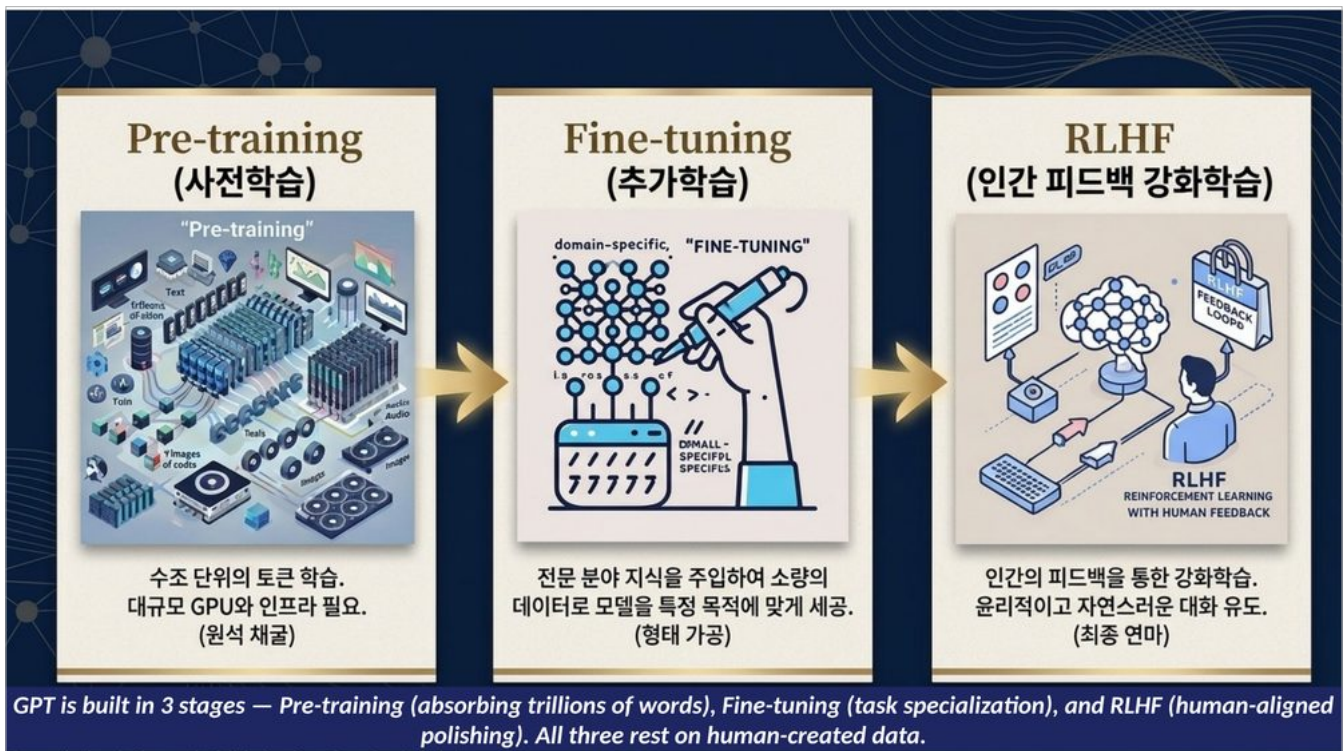 Pre-training
(사전학습)
"Pre-training"
Text
Audio
Images
수조 단위의 토큰 학습.
대규모 GPU와 인프라 필요.
(원석 채굴)
Fine-tuning
(추가학습)
domain-specific, "FINE-TUNING"
< > -
//
DƏMALL -
SPECIFDL
SPECIFLS
전문 분야 지식을 주입하여 소량의
데이터로 모델을 특정 목적에 맞게 세공.
(형태 가공)
RLHF
(인간 피드백 강화학습)
RLHF
FEEDBACK
LOOPD
RLHF
REINFORCEMENT LEARNING
WITH HUMAN FEEDBACK
인간의 피드백을 통한 강화학습.
윤리적이고 자연스러운 대화 유도.
(최종 연마)
GPT is built in 3 stages — Pre-training (absorbing trillions of words), Fine-tuning (task specialization), and RLHF (human-aligned
polishing). All three rest on human-created data.